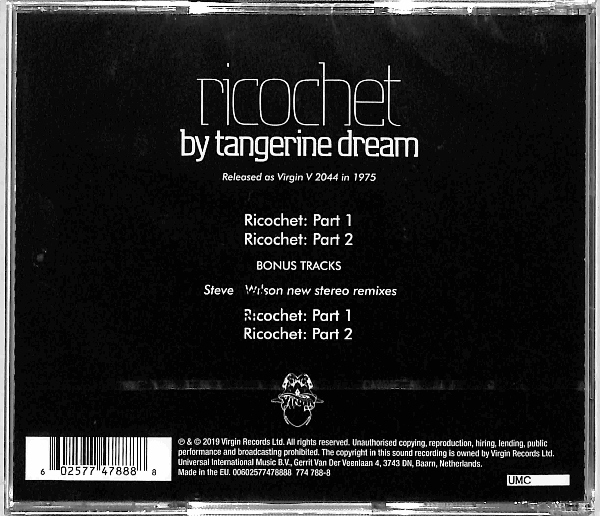 ricochet
by tangerine dream
Released as Virgin V 2044 in 1975
Ricochet: Part 1
Ricochet: Part 2
BONUS TRACKS
Steve Wilson new stereo remixes
Ricochet: Part 1
Ricochet: Part 2
Virgin
℗ & © 2019 Virgin Records Ltd. All rights reserved. Unauthorised copying, reproduction, hiring, lending, public
performance and broadcasting prohibited. The copyright in this sound recording is owned by Virgin Records Ltd.
Universal International Music B.V., Gerrit Van Der Veenlaan 4, 3743 DN, Baarn, Netherlands.
Made in the EU. 00602577478888 774 788-8
6 02577 47888 8
UMC